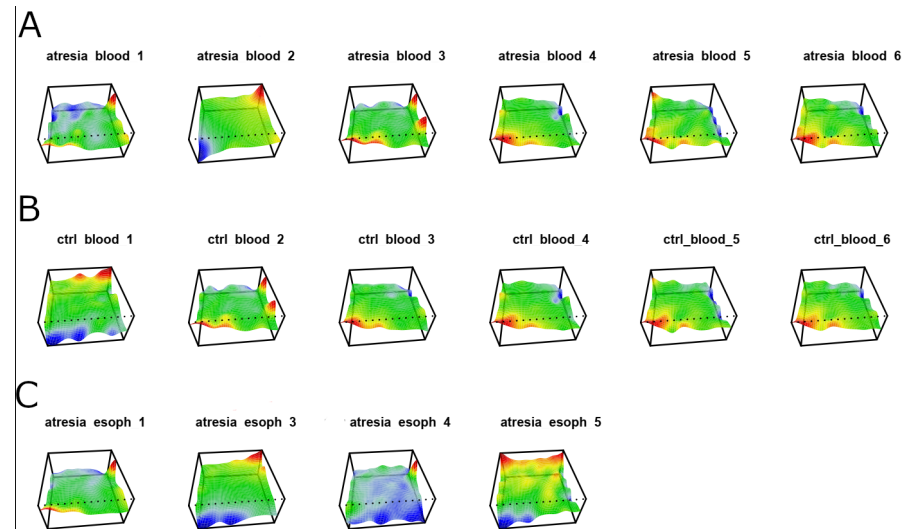 A
atresia blood 1 atresia blood 2 atresia blood 3 atresia blood 4 atresia blood 5 atresia blood 6
B
ctrl blood 1 ctrl blood 2 ctrl blood 3 ctrl blood_4 ctrl_blood_5 ctrl_blood_6
C
atresia esoph 1 atresia esoph 3 atresia esoph 4 atresia esoph 5